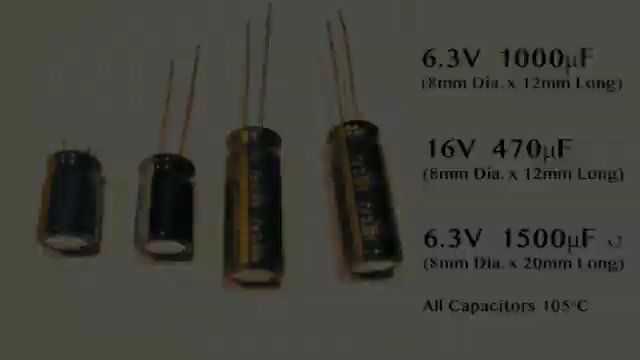 6.3V 1000µF
(8mm Dia. x 12mm Long)
16V 470µF
(8mm Dia. x 12mm Long)
6.3V 1500µF x2
(8mm Dia. x 20mm Long)
All Capacitors 105°C